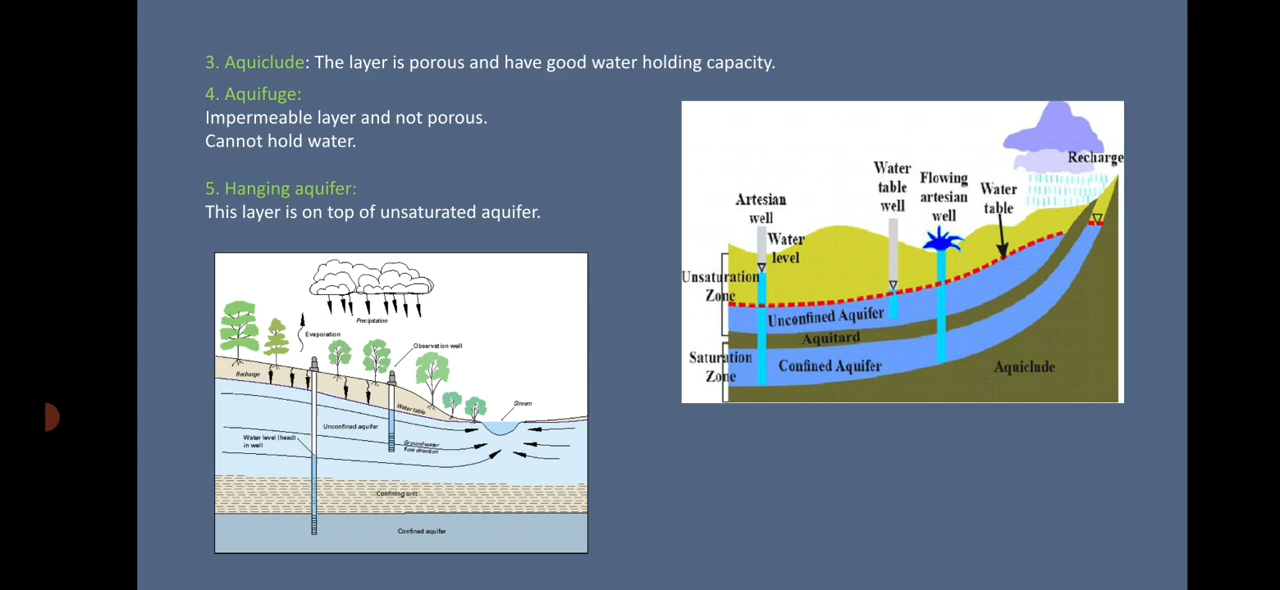 3. Aquiclude: The layer is porous and have good water holding capacity.
4. Aquifuge:
Impermeable layer and not porous.
Cannot hold water.
5. Hanging aquifer:
This layer is on top of unsaturated aquifer.
Precipitation
Evaporation
Observation well
Recharge
Water table
Stream
Unconfined aquifer
Water level (head)
in well
Groundwater
flow direction
Confining unit
Confined aquifer
Recharge
Water
table
well
Flowing
artesian
well
Water
table
Artesian
well
Water
level
Unsaturation
Zone
Unconfined Aquifer
Aquitard
Saturation
Zone
Confined Aquifer
Aquiclude